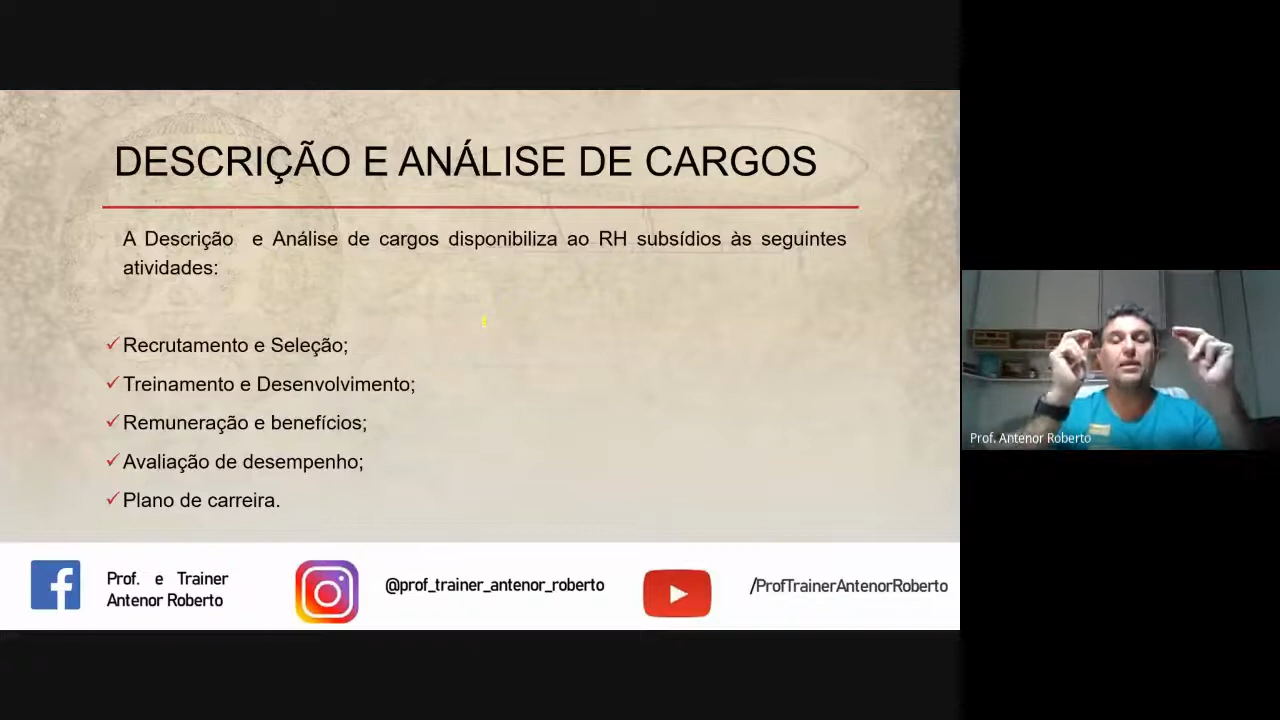 DESCRIÇÃO E ANÁLISE DE CARGOS
A Descrição e Análise de cargos disponibiliza ao RH subsídios às seguintes
atividades:
✓Recrutamento e Seleção;
✓Treinamento e Desenvolvimento;
✓Remuneração e benefícios;
✓Avaliação de desempenho;
✓Plano de carreira.
Prof. e Trainer
Antenor Roberto
@prof_trainer_antenor_roberto
/ProfTrainerAntenorRoberto
Prof. Antenor Roberto